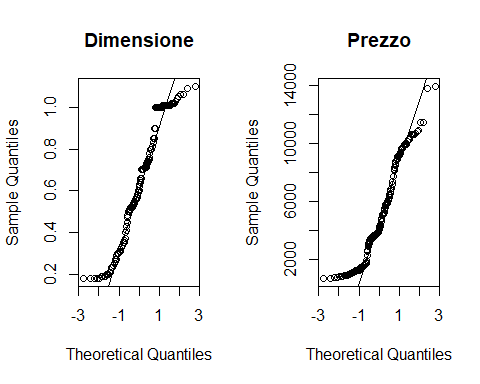 Dimensione
Sample Quantiles
0.2 0.4 0.6 0.8 1.0
-3 -1 1 3
Theoretical Quantiles
Prezzo
Sample Quantiles
2000 6000 10000 14000
-3 -1 1 3
Theoretical Quantiles